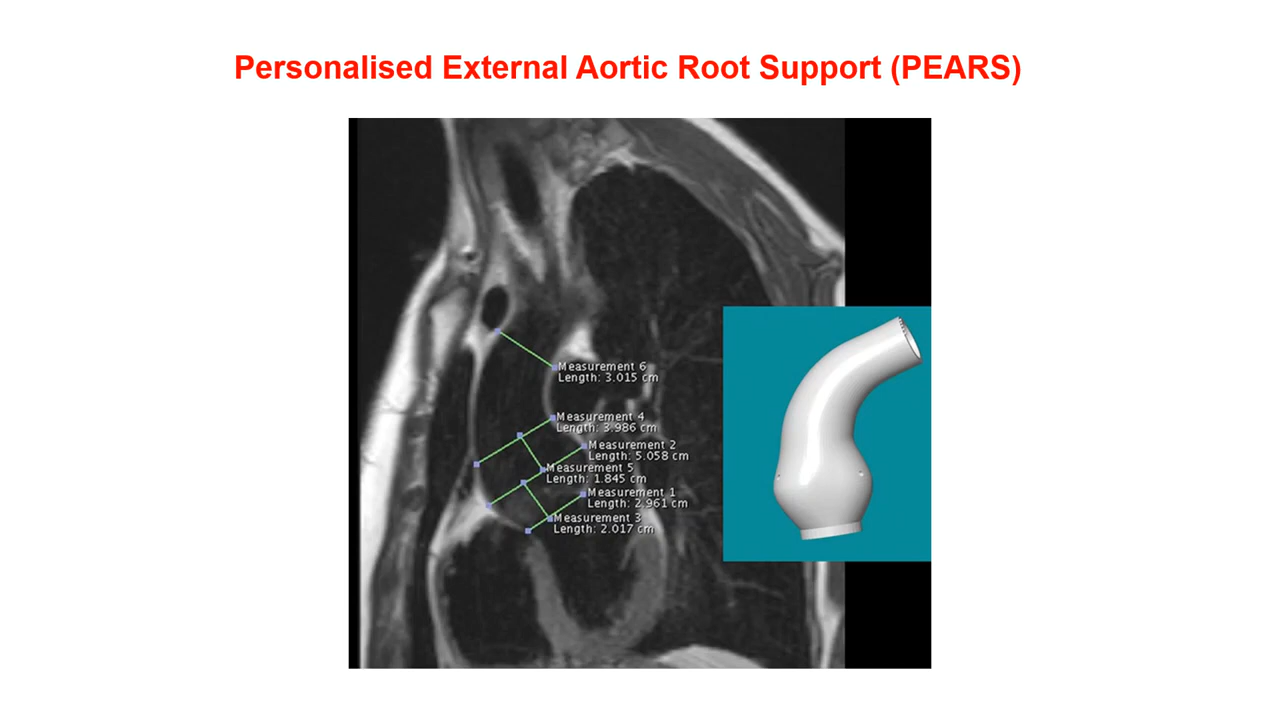 Personalised External Aortic Root Support (PEARS)
Measurement 6
Length: 3.015 cm
Measurement 4
Length: 3.986 cm
Measurement 2
Length: 5.058 cm
Measurement 5
Length: 1.845 cm
Measurement 1
Length: 2.961 cm
Measurement 3
Length: 2.017 cm